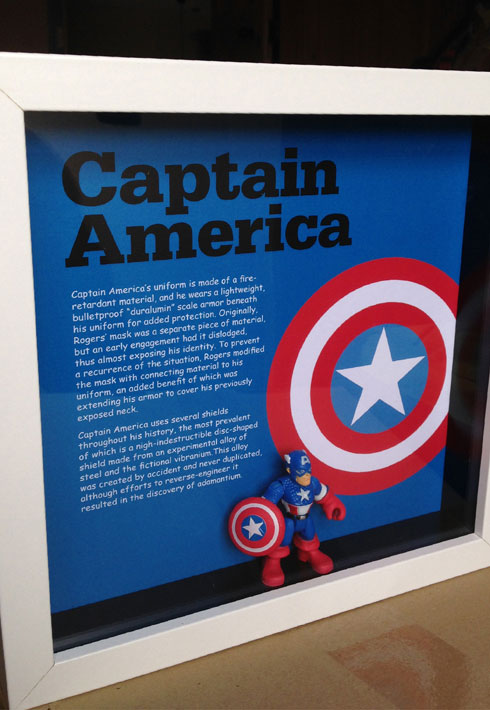 Captain
America
Captain America's uniform is made of a fire-
retardant material, and he wears a lightweight,
bulletproof "duralumin" scale armor beneath
his uniform for added protection. Originally,
Rogers' mask was a separate piece of material,
but an early engagement had it dislodged,
thus almost exposing his identity. To prevent
a recurrence of the situation, Rogers modified
the mask with connecting material to his
uniform, an added benefit of which was
extending his armor to cover his previously
exposed neck.
Captain America uses several shields
throughout his history, the most prevalent
of which is a nigh-indestructible disc-shaped
shield made from an experimental alloy of
steel and the fictional vibranium. This alloy
was created by accident and never duplicated,
although efforts to reverse-engineer it
resulted in the discovery of adamantium.